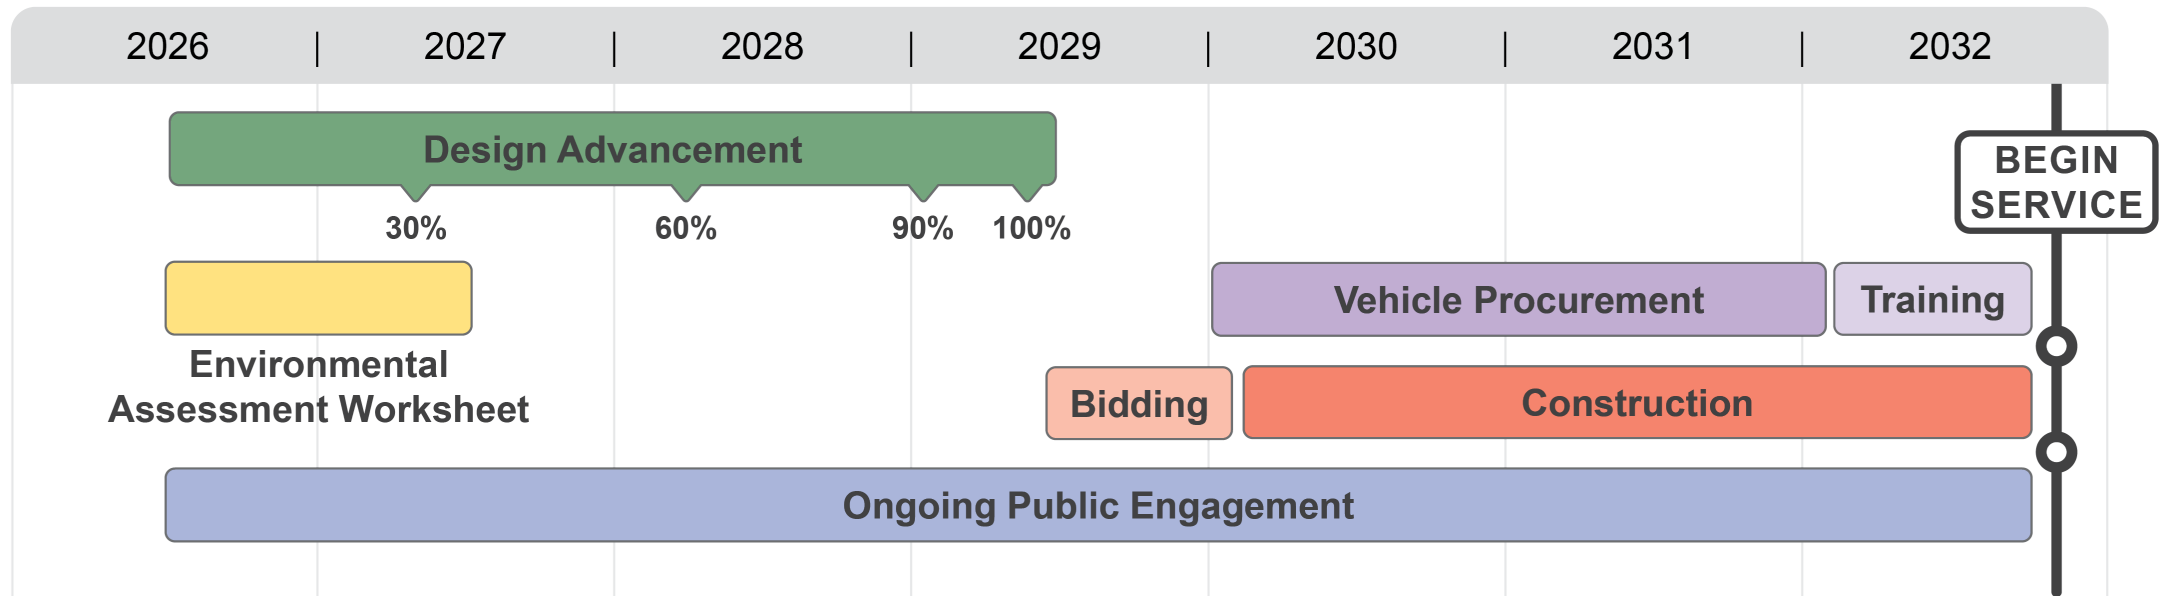 2026 | 2027 | 2028 | 2029 | 2030 | 2031 | 2032
Design Advancement
BEGIN
SERVICE
30% 60% 90% 100%
Vehicle Procurement Training
Environmental
Assessment Worksheet
Bidding Construction
Ongoing Public Engagement